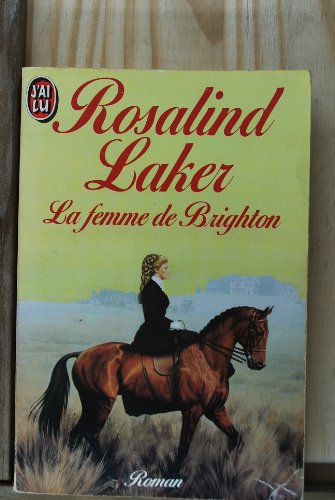 J'AI
LU
Rosalind
Laker
La femme de Brighton
Roman